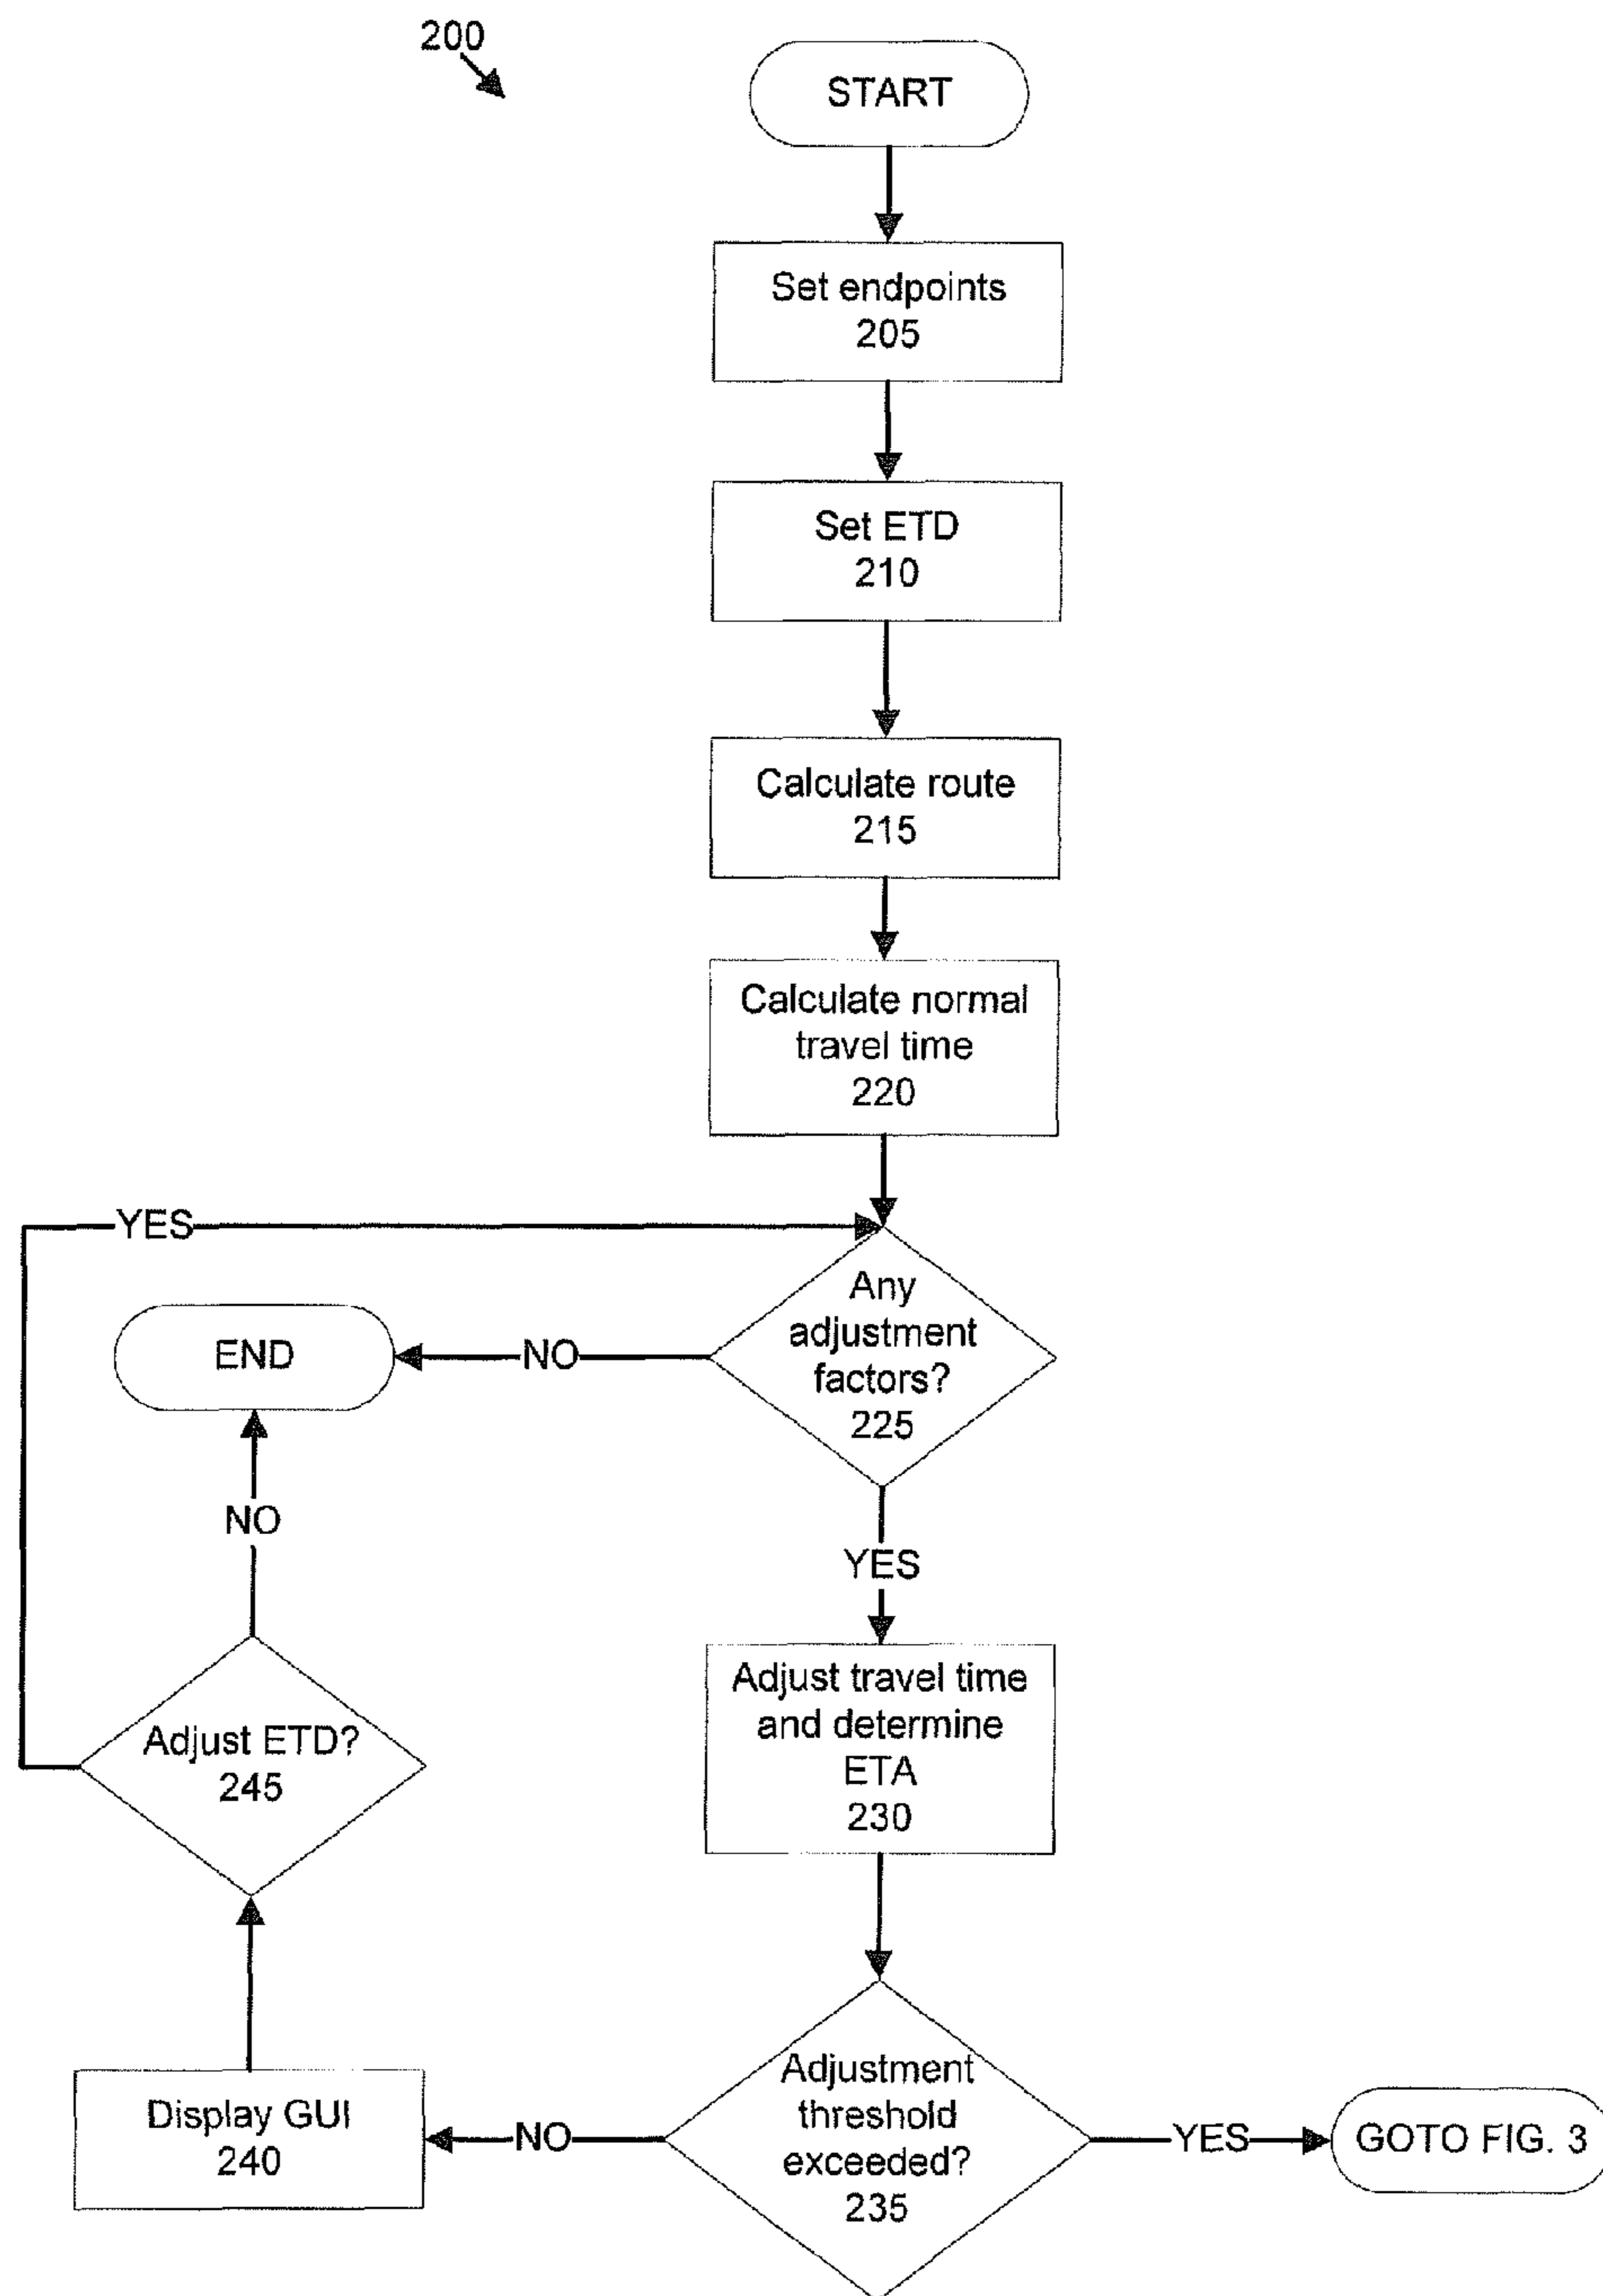 200
START
Set endpoints
205
Set ETD
210
Calculate route
215
Calculate normal
travel time
220
YES
Any
adjustment
factors?
225
NO
END
NO
YES
Adjust travel time
and determine
ETA
230
Adjust ETD?
245
Adjustment
threshold
exceeded?
235
NO
Display GUI
240
YES
GOTO FIG. 3